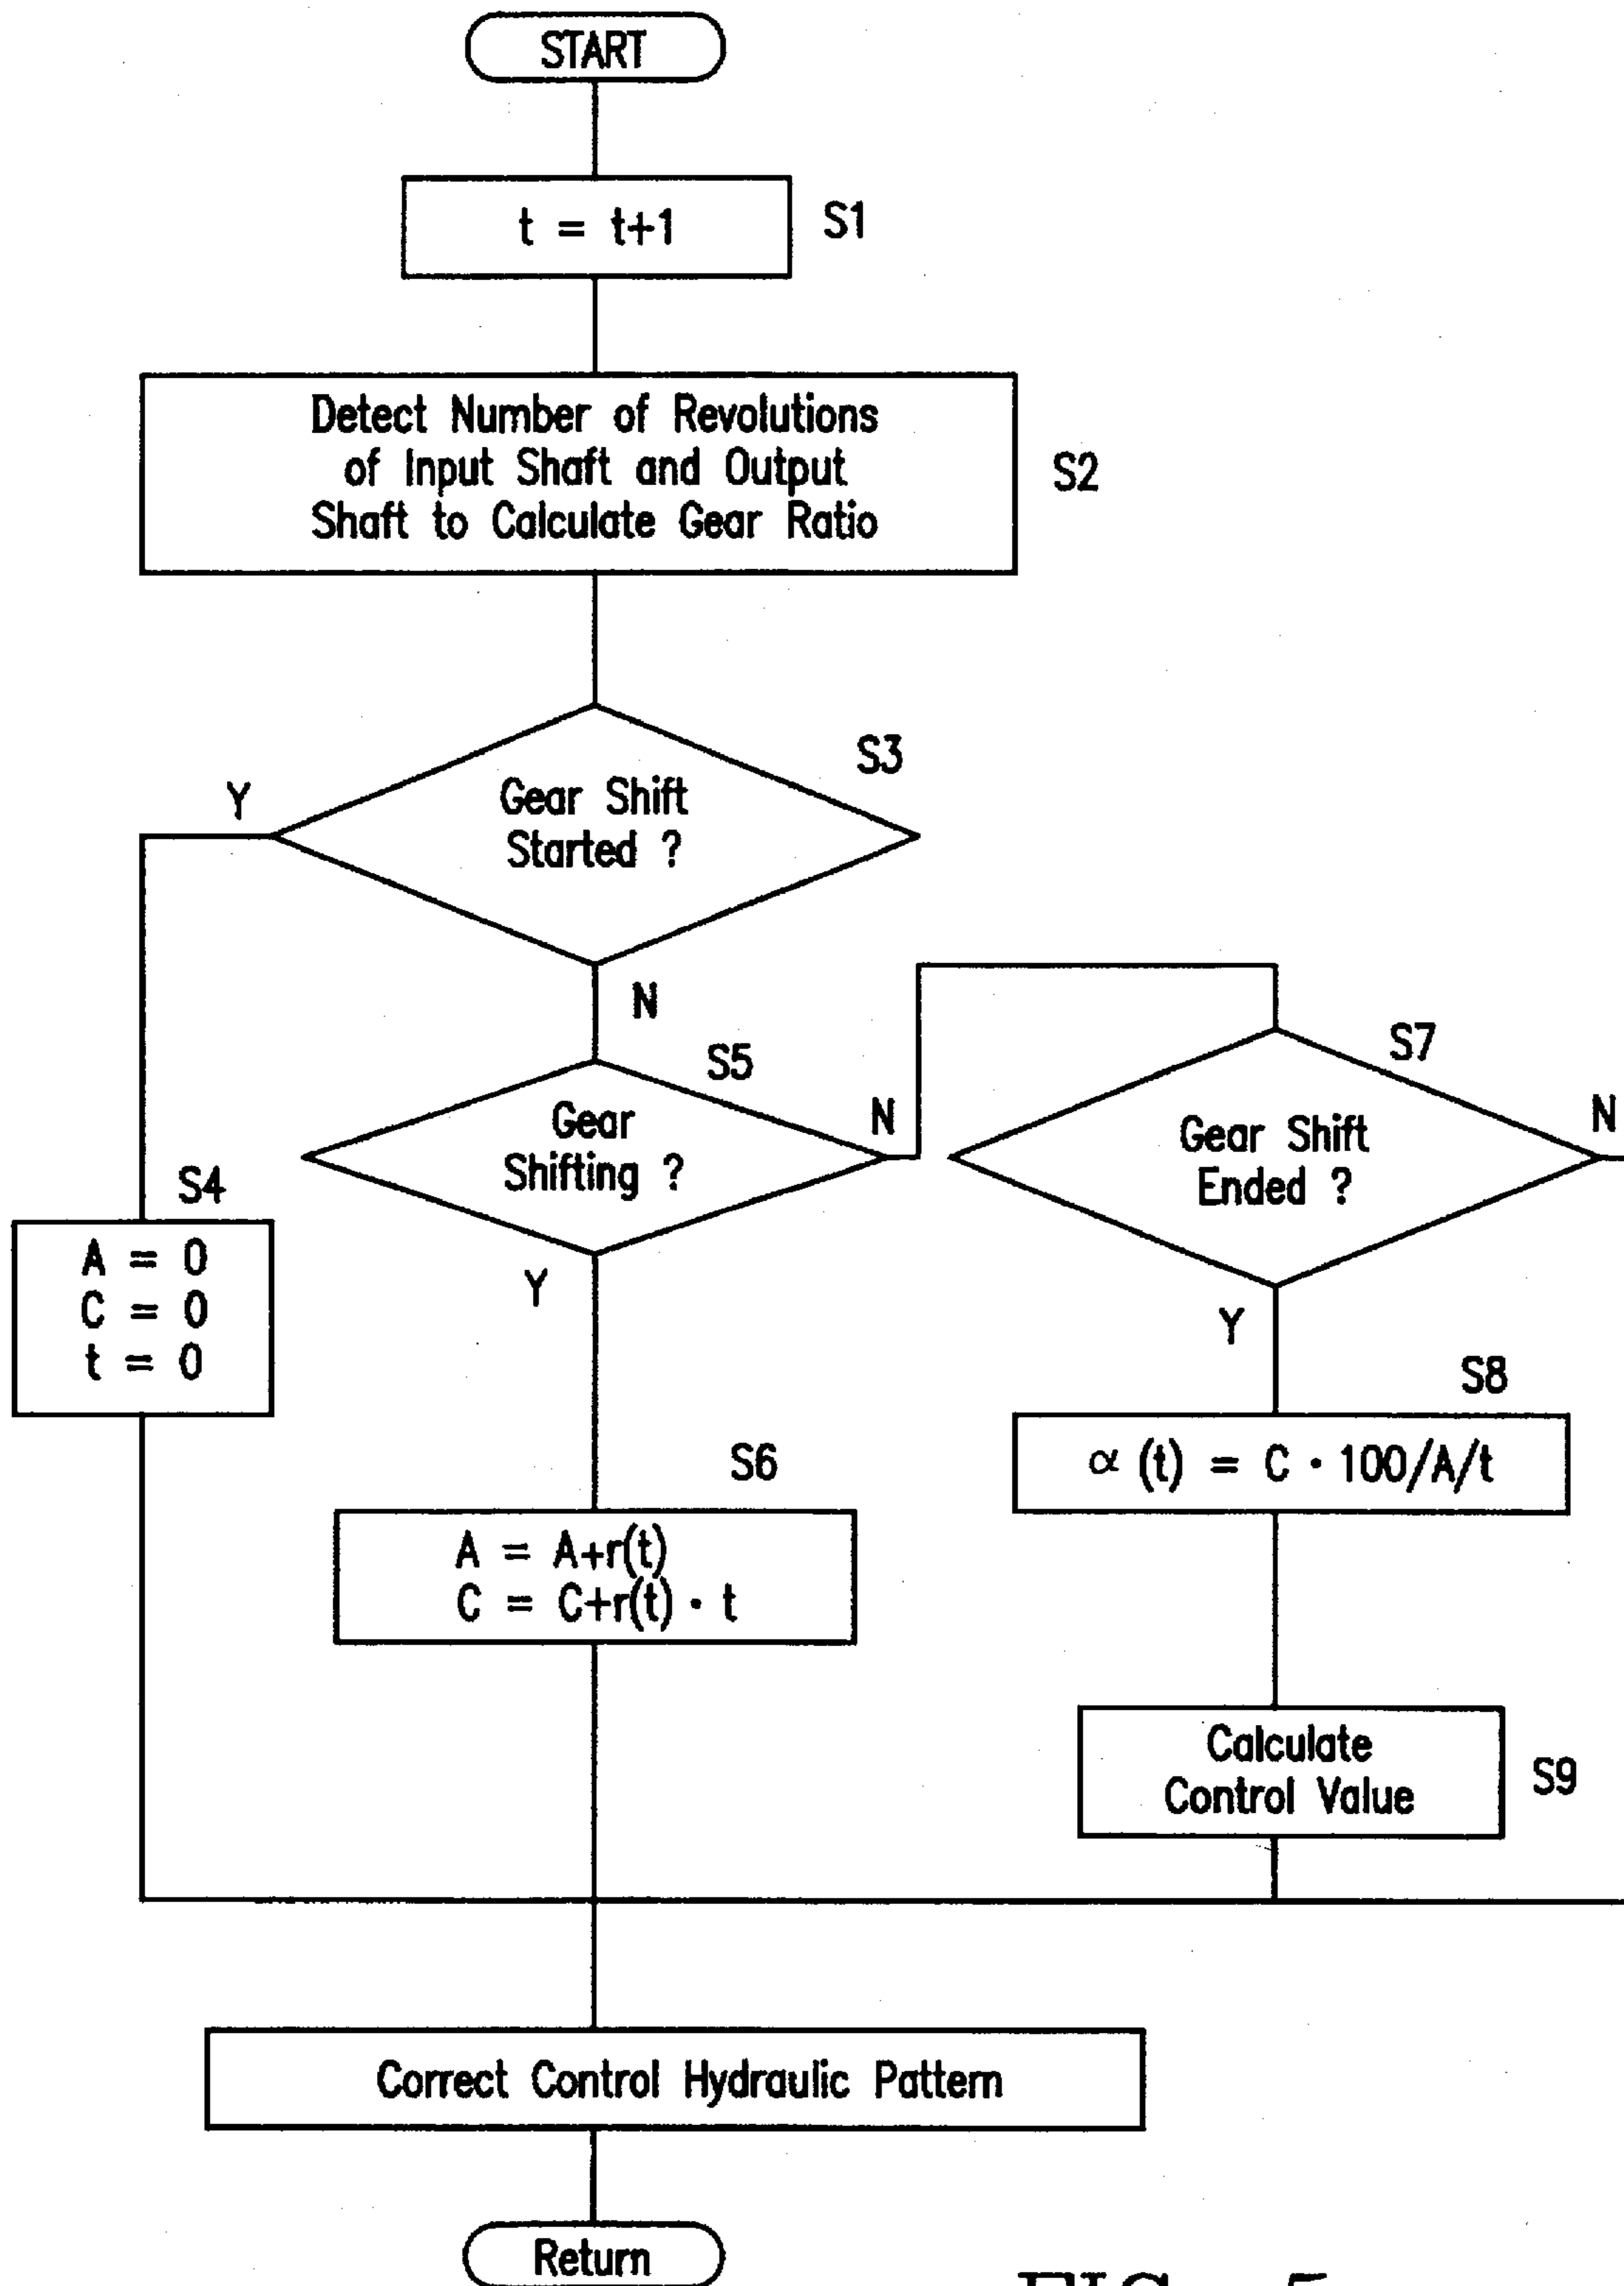 START
t = t+1
S1
Detect Number of Revolutions
of Input Shaft and Output
Shaft to Calculate Gear Ratio
S2
S3
Y
Gear Shift
Started ?
N
S5
Gear
Shifting ?
N
Y
S7
Gear Shift
Ended ?
N
Y
S4
A = 0
C = 0
t = 0
S6
A = A+r(t)
C = C+r(t) · t
S8
∝ (t) = C · 100/A/t
Calculate
Control Value
S9
Correct Control Hydraulic Pattern
Return
FIG. 5